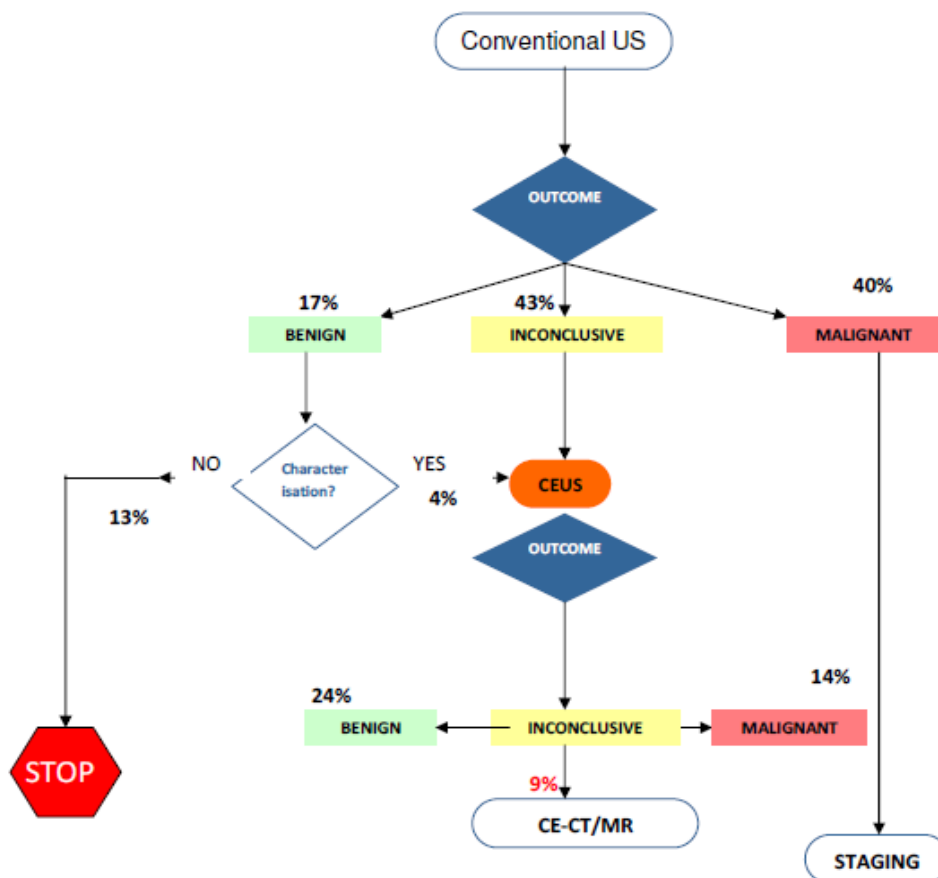 Conventional US
OUTCOME
17%
43%
40%
BENIGN
INCONCLUSIVE
MALIGNANT
NO
Character
isation?
YES
4%
CEUS
13%
OUTCOME
24%
14%
BENIGN
INCONCLUSIVE
MALIGNANT
STOP
9%
CE-CT/MR
STAGING